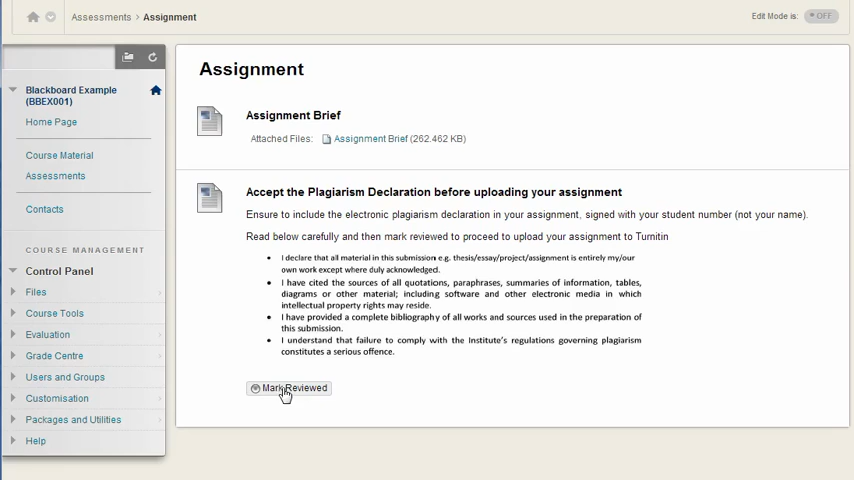 Assessments > Assignment
Edit Mode is: OFF
Assignment
Blackboard Example
(BBEX001)
Home Page
Course Material
Assessments
Contacts
COURSE MANAGEMENT
Control Panel
Files
Course Tools
Evaluation
Grade Centre
Users and Groups
Customisation
Packages and Utilities
Help
Assignment Brief
Attached Files: Assignment Brief (262.462 KB)
Accept the Plagiarism Declaration before uploading your assignment
Ensure to include the electronic plagiarism declaration in your assignment, signed with your student number (not your name).
Read below carefully and then mark reviewed to proceed to upload your assignment to Turnitin
• I declare that all material in this submission e.g. thesis/essay/project/assignment is entirely my/our
own work except where duly acknowledged.
• I have cited the sources of all quotations, paraphrases, summaries of information, tables,
diagrams or other material; including software and other electronic media in which
intellectual property rights may reside.
• I have provided a complete bibliography of all works and sources used in the preparation of
this submission.
• I understand that failure to comply with the Institute's regulations governing plagiarism
constitutes a serious offence.
Mark Reviewed